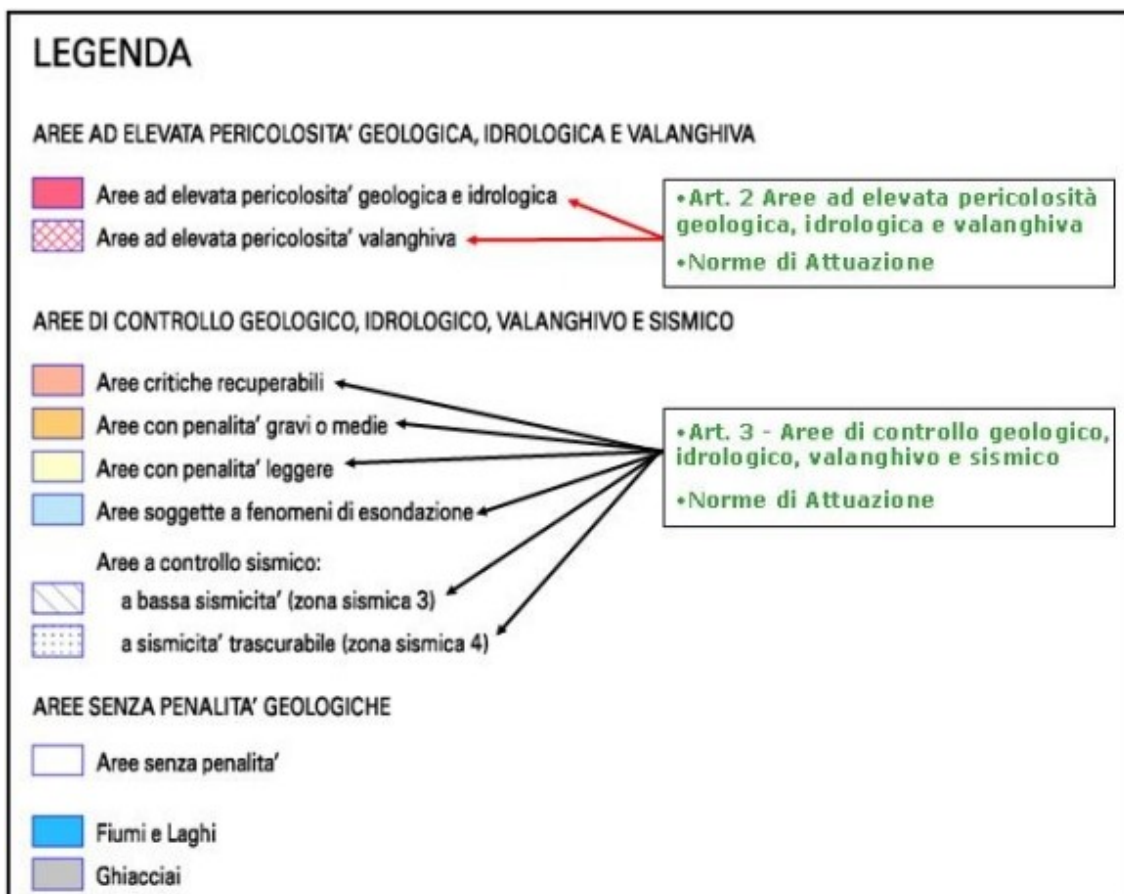 LEGENDA
AREE AD ELEVATA PERICOLOSITA' GEOLOGICA, IDROLOGICA E VALANGHIVA
Aree ad elevata pericolosita' geologica e idrologica
Aree ad elevata pericolosita' valanghiva
•Art. 2 Aree ad elevata pericolosità
geologica, idrologica e valanghiva
•Norme di Attuazione
AREE DI CONTROLLO GEOLOGICO, IDROLOGICO, VALANGHIVO E SISMICO
Aree critiche recuperabili
Aree con penalita' gravi o medie
Aree con penalita' leggere
Aree soggette a fenomeni di esondazione
Aree a controllo sismico:
a bassa sismicita' (zona sismica 3)
a sismicita' trascurabile (zona sismica 4)
•Art. 3 - Aree di controllo geologico,
idrologico, valanghivo e sismico
•Norme di Attuazione
AREE SENZA PENALITA' GEOLOGICHE
Aree senza penalita'
Fiumi e Laghi
Ghiacciai